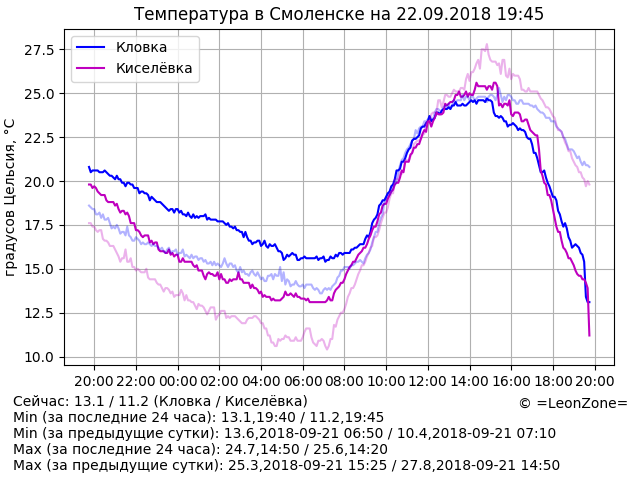 Температура в Смоленске на 22.09.2018 19:45
градусов Цельсия, °C
27.5
25.0
22.5
20.0
17.5
15.0
12.5
10.0
Кловка
Киселёвка
20:00 22:00 00:00 02:00 04:00 06:00 08:00 10:00 12:00 14:00 16:00 18:00 20:00
Сейчас: 13.1 / 11.2 (Кловка / Киселёвка)
© =LeonZone=
Min (за последние 24 часа): 13.1,19:40 / 11.2,19:45
Min (за предыдущие сутки): 13.6,2018-09-21 06:50 / 10.4,2018-09-21 07:10
Max (за последние 24 часа): 24.7,14:50 / 25.6,14:20
Max (за предыдущие сутки): 25.3,2018-09-21 15:25 / 27.8,2018-09-21 14:50